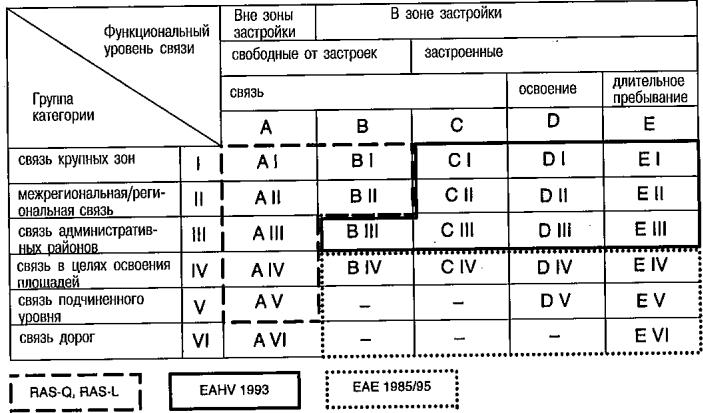 Функциональный
уровень связи
Группа
категории
Вне зоны
застройки
В зоне застройки
свободные от застроек
застроенные
связь
освоение
длительное
пребывание
A B C D E
связь крупных зон I A I B I C I D I E I
межрегиональная/реги-
ональная связь II A II B II C II D II E II
связь административ-
ных районов III A III B III C III D III E III
связь в целях освоения
площадей IV A IV B IV C IV D IV E IV
связь подчиненного
уровня V A V – – D V E V
связь дорог VI A VI – – – E VI
RAS-Q, RAS-L
EAHV 1993
EAE 1985/95